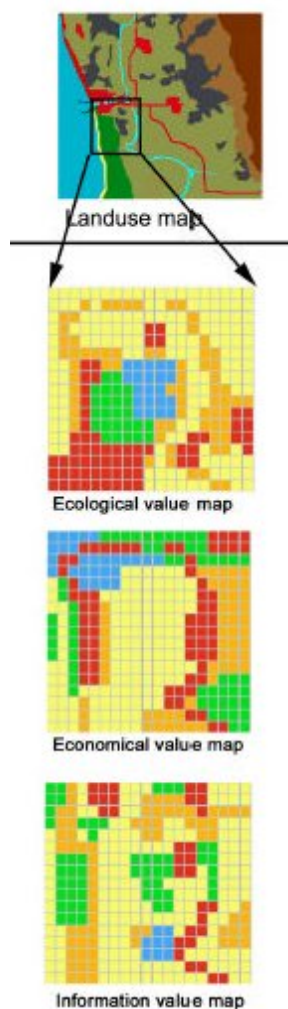 Landuse map
Ecological value map
Economical value map
Information value map